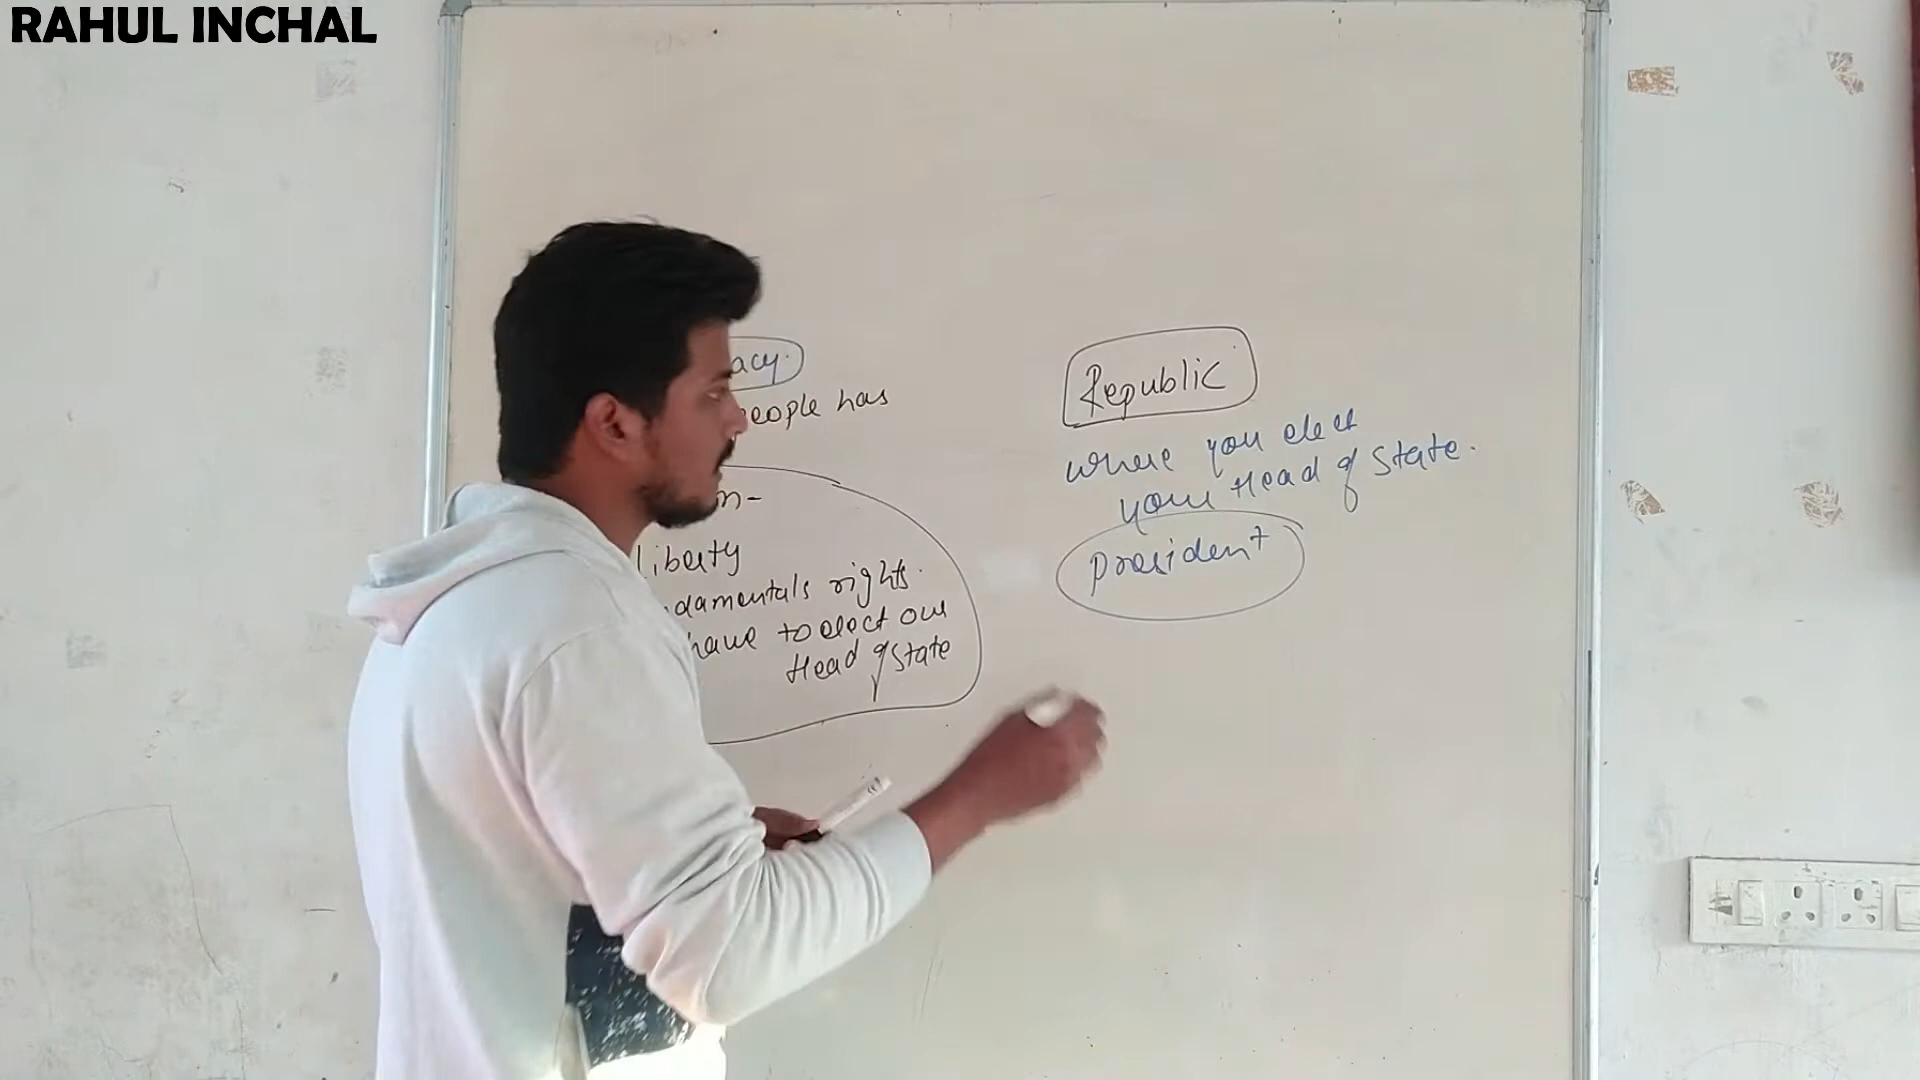 RAHUL INCHAL
acy.
people has
n-
liberty
damentals rights.
have to elect our
Head of State
Republic
where you elect
your Head of State.
president